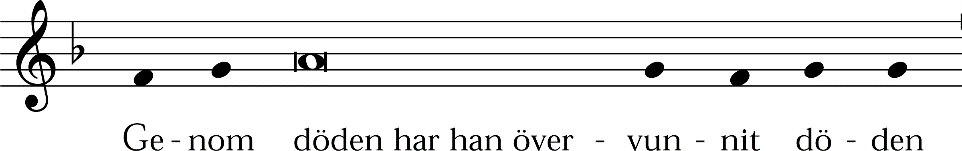 Ge - nom döden har han över - vun - nit dö - den